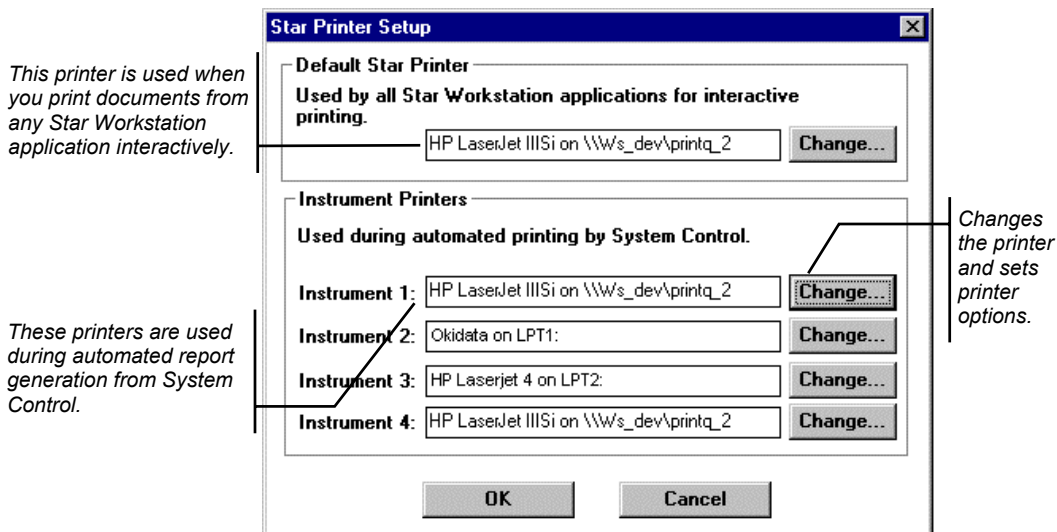 Star Printer Setup
Default Star Printer
This printer is used when
you print documents from
any Star Workstation
application interactively.
Used by all Star Workstation applications for interactive
printing.
HP LaserJet IIISi on \\Ws_dev\printq_2
Change...
Instrument Printers
Used during automated printing by System Control.
Changes
the printer
and sets
printer
options.
Instrument 1:
HP LaserJet IIISi on \\Ws_dev\printq_2
Change...
These printers are used
during automated report
generation from System
Control.
Instrument 2:
Okidata on LPT1:
Change...
Instrument 3:
HP Laserjet 4 on LPT2:
Change...
Instrument 4:
HP LaserJet IIISi on \\Ws_dev\printq_2
Change...
OK
Cancel